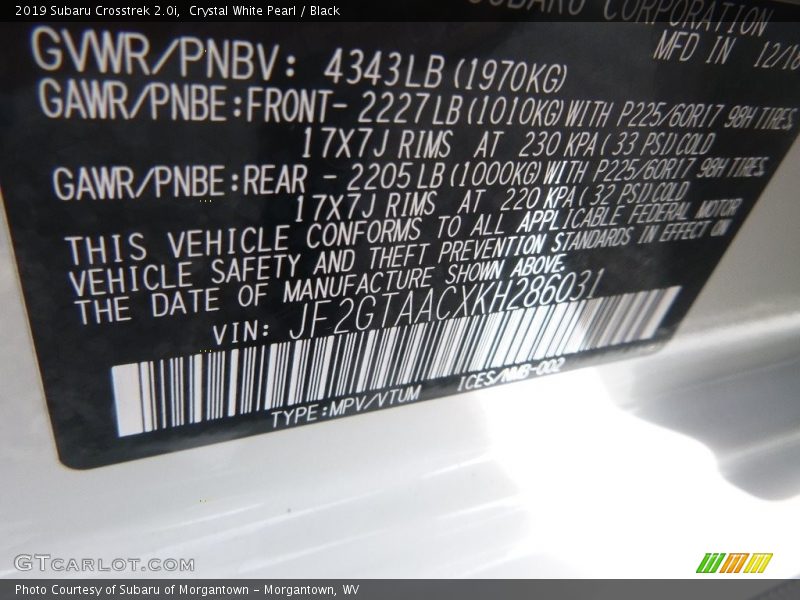 2019 Subaru Crosstrek 2.0i,  Crystal White Pearl / Black
SUBARU CORPORATION
MFD IN 12/18
GVWR/PNBV: 4343LB (1970KG)
GAWR/PNBE:FRONT- 2227LB (1010KG) WITH P225/60R17 98H TIRES,
17X7J RIMS AT 230 KPA ( 33 PSI) COLD
GAWR/PNBE:REAR - 2205LB (1000KG) WITH P225/60R17 98H TIRES,
17X7J RIMS AT 220 KPA ( 32 PSI) COLD
THIS VEHICLE CONFORMS TO ALL APPLICABLE FEDERAL MOTOR
VEHICLE SAFETY AND THEFT PREVENTION STANDARDS IN EFFECT ON
THE DATE OF MANUFACTURE SHOWN ABOVE.
VIN: JF2GTAACXKH286031
TYPE:MPV/VTUM ICES/NMB-002
GTCARLOT.COM
Photo Courtesy of Subaru of Morgantown - Morgantown, WV